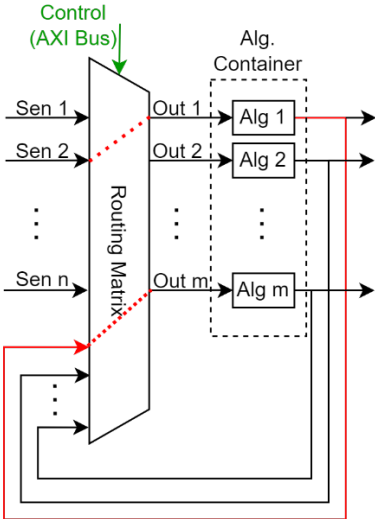 Control
(AXI Bus)
Alg.
Container
Sen 1
Out 1
Alg 1
Sen 2
Out 2
Alg 2
Routing Matrix
Sen n
Out m
Alg m